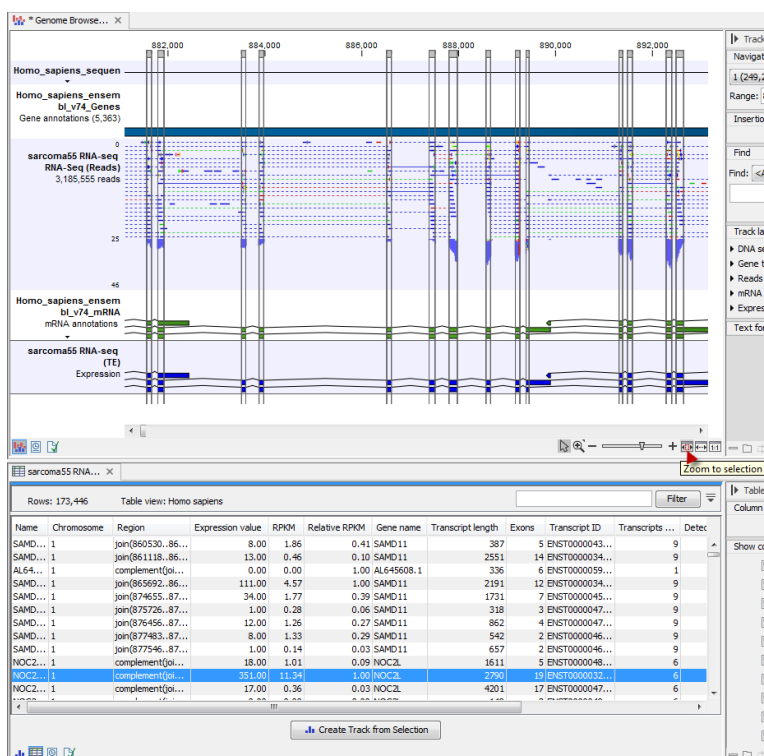 * Genome Browse... ×
882,000 884,000 886,000 888,000 890,000 892,000
Homo_sapiens_sequen
Homo_sapiens_ensem
bl_v74_Genes
Gene annotations (5,363)
0
sarcoma55 RNA-seq
RNA-Seq (Reads)
3,185,555 reads
25
46
Homo_sapiens_ensem
bl_v74_mRNA
mRNA annotations
sarcoma55 RNA-seq
(TE)
Expression
Track
Navigat
1 (249,2
Range:
Insertio
Find
Find: <A
Track la
DNA se
Gene t
Reads
mRNA
Expres
Text for
1:1
Zoom to selection
sarcoma55 RNA... ×
Rows: 173,446 Table view: Homo sapiens Filter
Name Chromosome Region Expression value RPKM Relative RPKM Gene name Transcript length Exons Transcript ID Transcripts ... Detec
SAMD... 1 join(860530..86... 8.00 1.86 0.41 SAMD11 387 5 ENST0000043... 9
SAMD... 1 join(861118..86... 13.00 0.46 0.10 SAMD11 2551 14 ENST0000034... 9
AL64... 1 complement(joi... 0.00 0.00 1.00 AL645608.1 336 6 ENST0000059... 1
SAMD... 1 join(865692..86... 111.00 4.57 1.00 SAMD11 2191 12 ENST0000034... 9
SAMD... 1 join(874655..87... 34.00 1.77 0.39 SAMD11 1731 7 ENST0000045... 9
SAMD... 1 join(875726..87... 1.00 0.28 0.06 SAMD11 318 3 ENST0000047... 9
SAMD... 1 join(876456..87... 12.00 1.26 0.27 SAMD11 862 4 ENST0000047... 9
SAMD... 1 join(877483..87... 8.00 1.33 0.29 SAMD11 542 2 ENST0000046... 9
SAMD... 1 join(877546..87... 1.00 0.14 0.03 SAMD11 657 2 ENST0000046... 9
NOC2... 1 complement(joi... 18.00 1.01 0.09 NOC2L 1611 5 ENST0000048... 6
NOC2... 1 complement(joi... 351.00 11.34 1.00 NOC2L 2790 19 ENST0000032... 6
NOC2... 1 complement(joi... 17.00 0.36 0.03 NOC2L 4201 17 ENST0000047... 6
Create Track from Selection
Table
Column
Show co